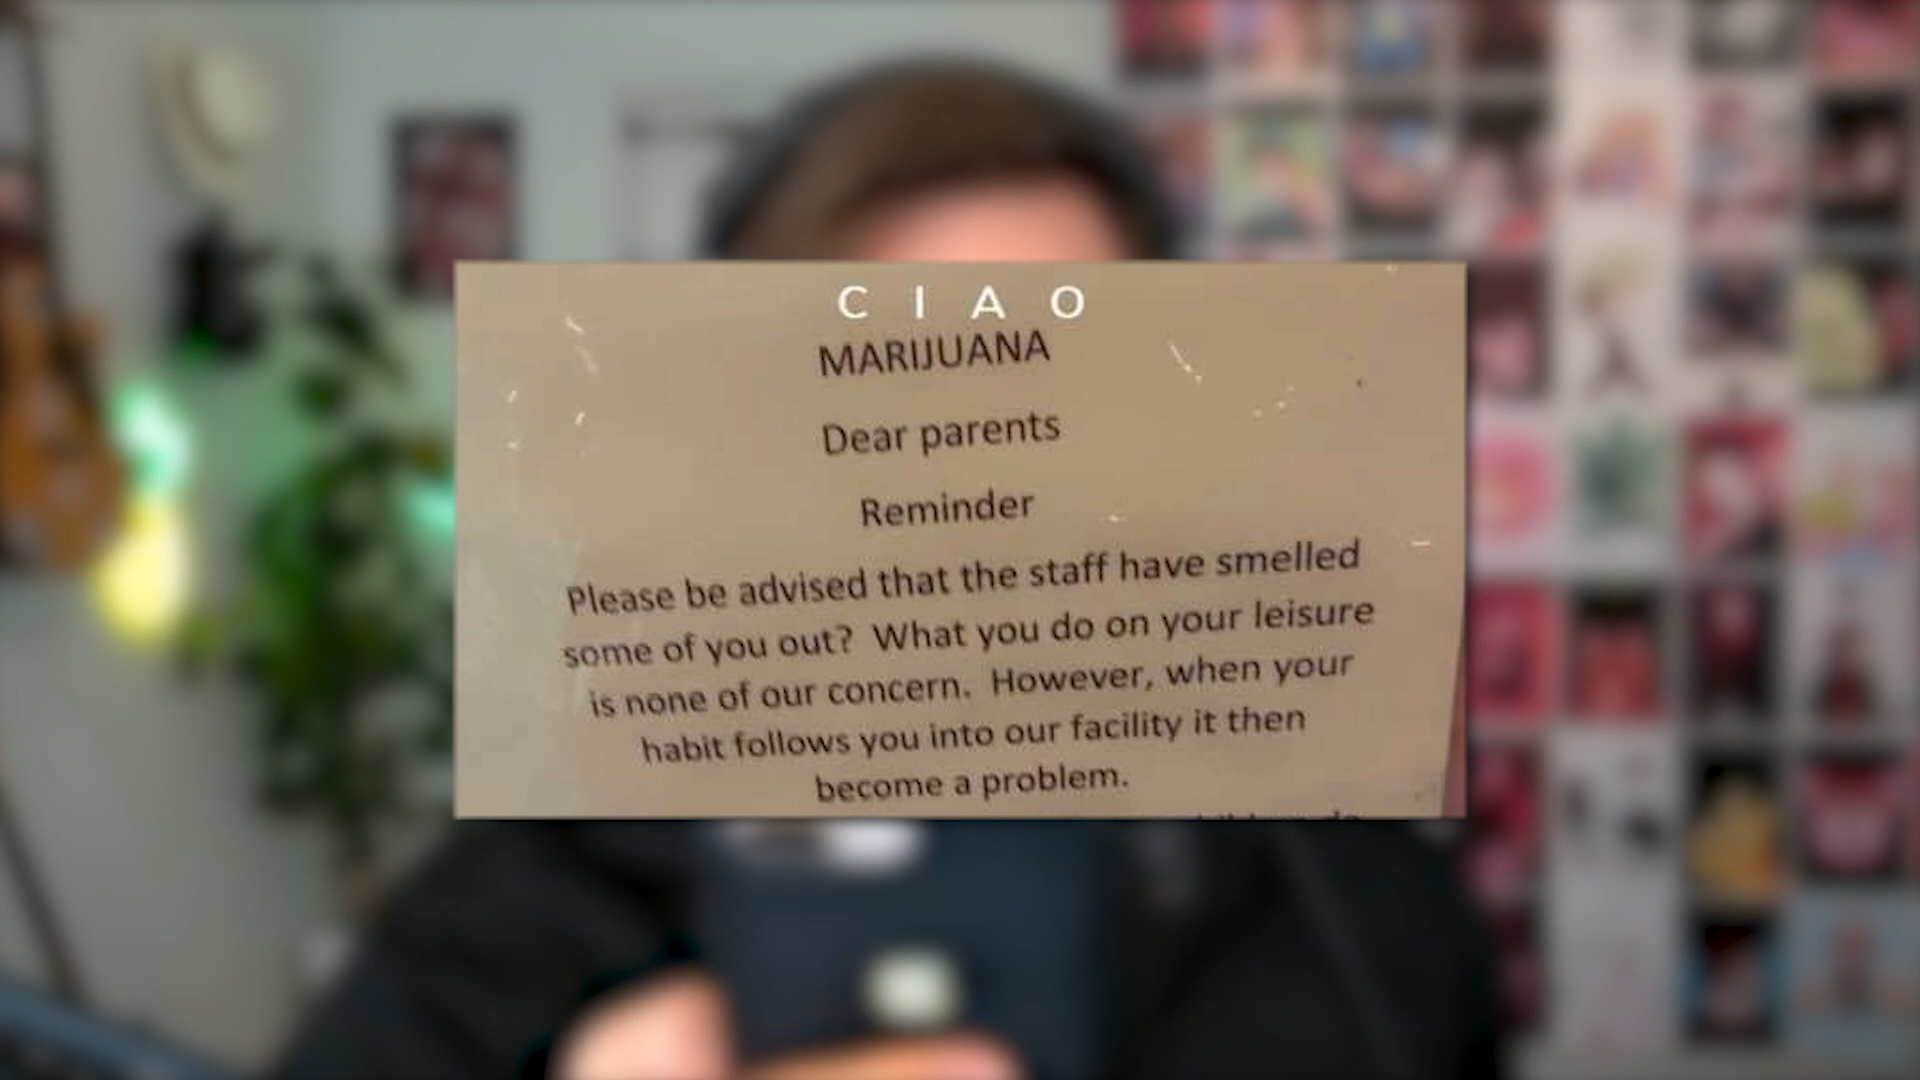 CIAO
MARIJUANA
Dear parents
Reminder
Please be advised that the staff have smelled
some of you out? What you do on your leisure
is none of our concern. However, when your
habit follows you into our facility it then
become a problem.